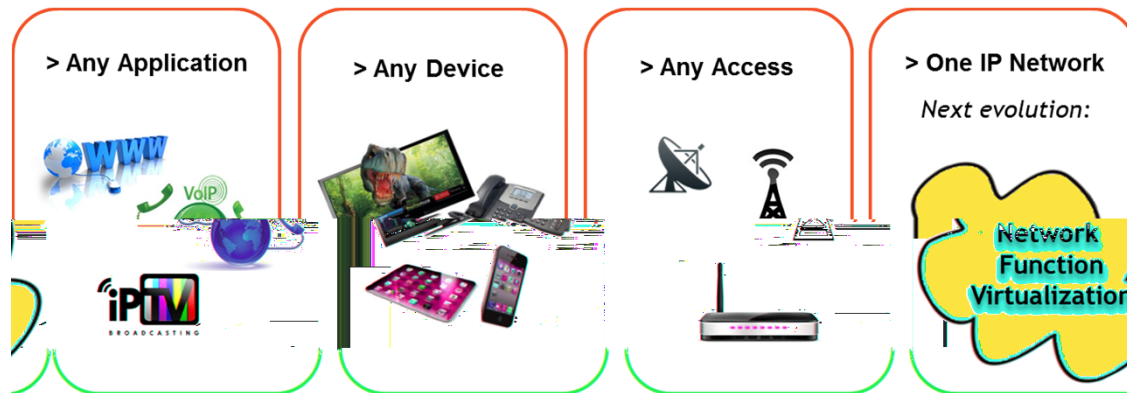 > Any Application
> Any Device
> Any Access
> One IP Network
Next evolution:
WWW
VoIP
Network
Function
Virtualization
IPTV
BROADCASTING